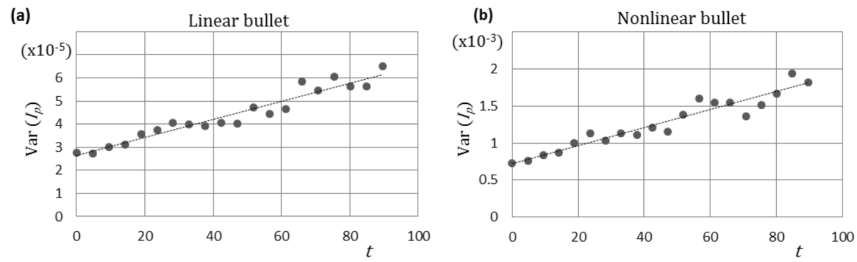 (a)
Linear bullet
(x10⁻⁵)
6
5
4
3
2
1
0
Var (Iₚ)
0 20 40 60 80 100
t
(b)
Nonlinear bullet
(x10⁻³)
2
1.5
1
0.5
0
Var (Iₚ)
0 20 40 60 80 100
t